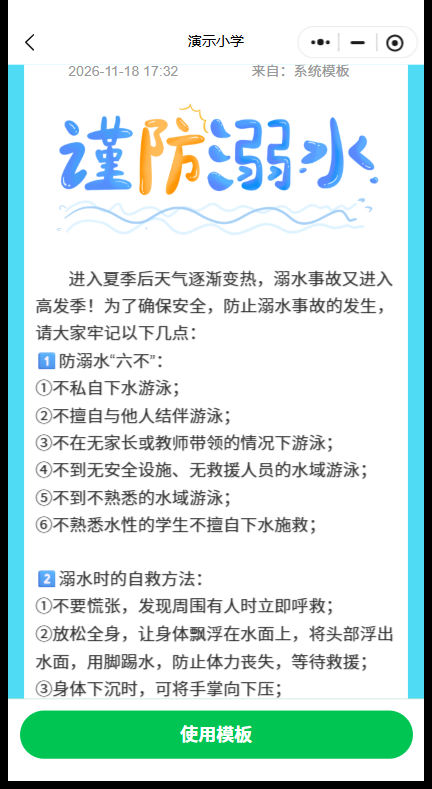 演示小学
2026-11-18 17:32 来自：系统模板
谨防溺水
进入夏季后天气逐渐变热，溺水事故又进入
高发季！为了确保安全，防止溺水事故的发生，
请大家牢记以下几点：
1 防溺水“六不”：
①不私自下水游泳；
②不擅自与他人结伴游泳；
③不在无家长或教师带领的情况下游泳；
④不到无安全设施、无救援人员的水域游泳；
⑤不到不熟悉的水域游泳；
⑥不熟悉水性的学生不擅自下水施救；
2 溺水时的自救方法：
①不要慌张，发现周围有人时立即呼救；
②放松全身，让身体飘浮在水面上，将头部浮出
水面，用脚踢水，防止体力丧失，等待救援；
③身体下沉时，可将手掌向下压；
使用模板